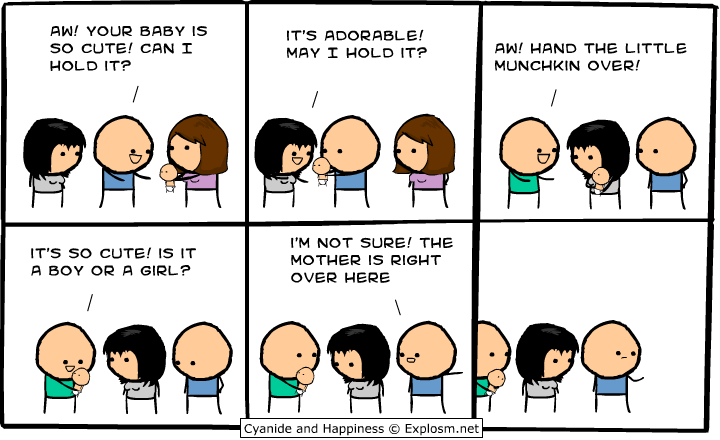 AW! YOUR BABY IS
SO CUTE! CAN I
HOLD IT?
IT'S ADORABLE!
MAY I HOLD IT?
AW! HAND THE LITTLE
MUNCHKIN OVER!
IT'S SO CUTE! IS IT
A BOY OR A GIRL?
I'M NOT SURE! THE
MOTHER IS RIGHT
OVER HERE
Cyanide and Happiness © Explosm.net